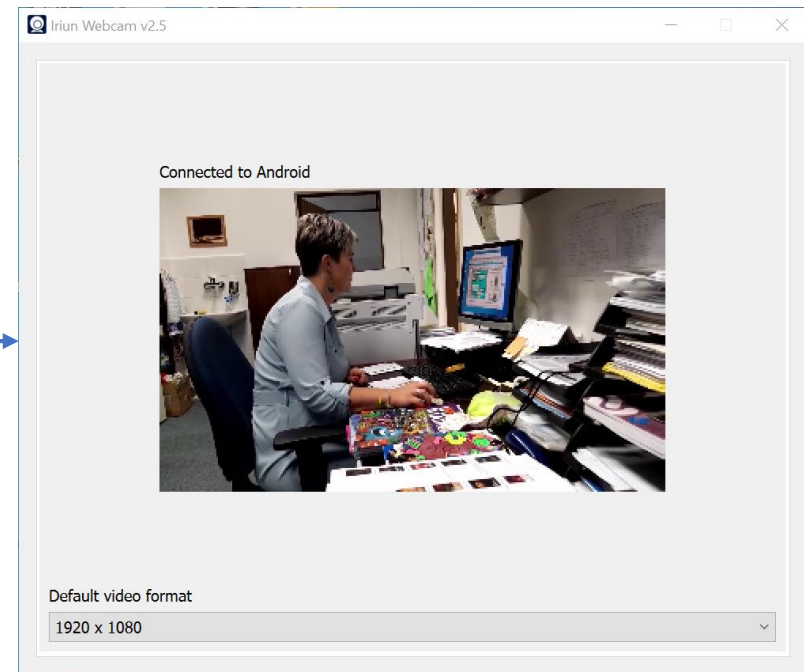 Iriun Webcam v2.5
Connected to Android
Default video format
1920 x 1080